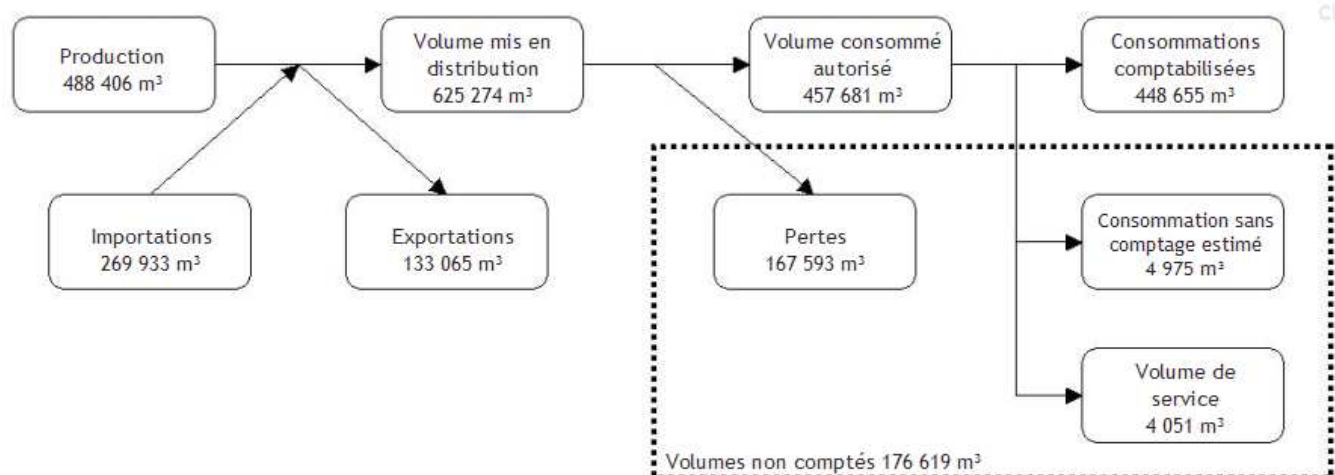 Production
488 406 m³
Volume mis en
distribution
625 274 m³
Volume consommé
autorisé
457 681 m³
Consommations
comptabilisées
448 655 m³
Importations
269 933 m³
Exportations
133 065 m³
Pertes
167 593 m³
Consommation sans
comptage estimé
4 975 m³
Volume de
service
4 051 m³
Volumes non comptés 176 619 m³